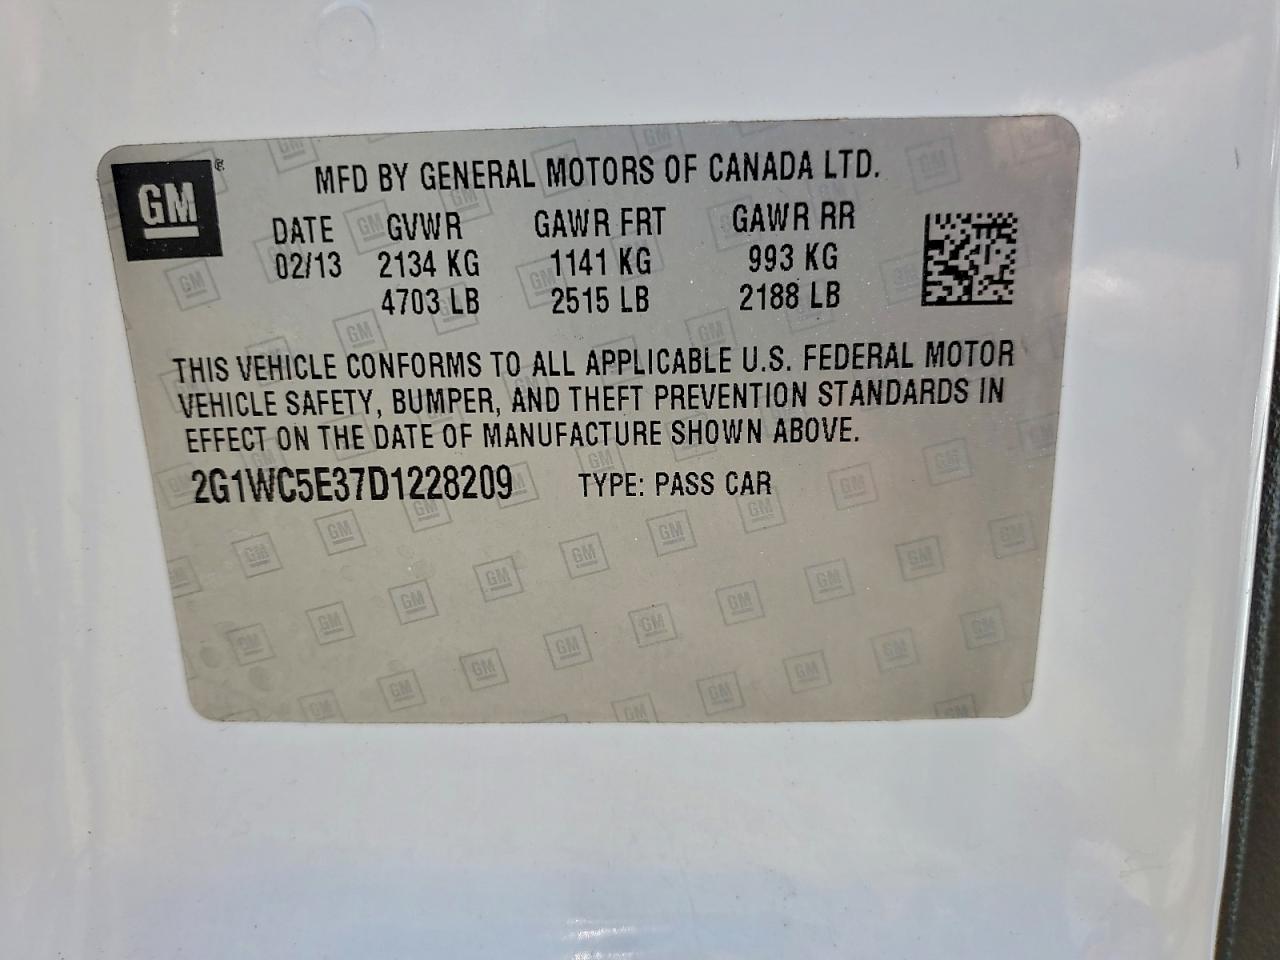 GM
MFD BY GENERAL MOTORS OF CANADA LTD.
DATE GVWR GAWR FRT GAWR RR
02/13 2134 KG 1141 KG 993 KG
4703 LB 2515 LB 2188 LB
THIS VEHICLE CONFORMS TO ALL APPLICABLE U.S. FEDERAL MOTOR
VEHICLE SAFETY, BUMPER, AND THEFT PREVENTION STANDARDS IN
EFFECT ON THE DATE OF MANUFACTURE SHOWN ABOVE.
2G1WC5E37D1228209 TYPE: PASS CAR